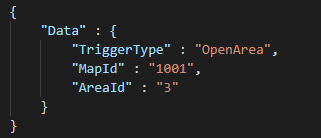 {
    "Data" : {
        "TriggerType" : "OpenArea",
        "MapId" : "1001",
        "AreaId" : "3"
    }
}